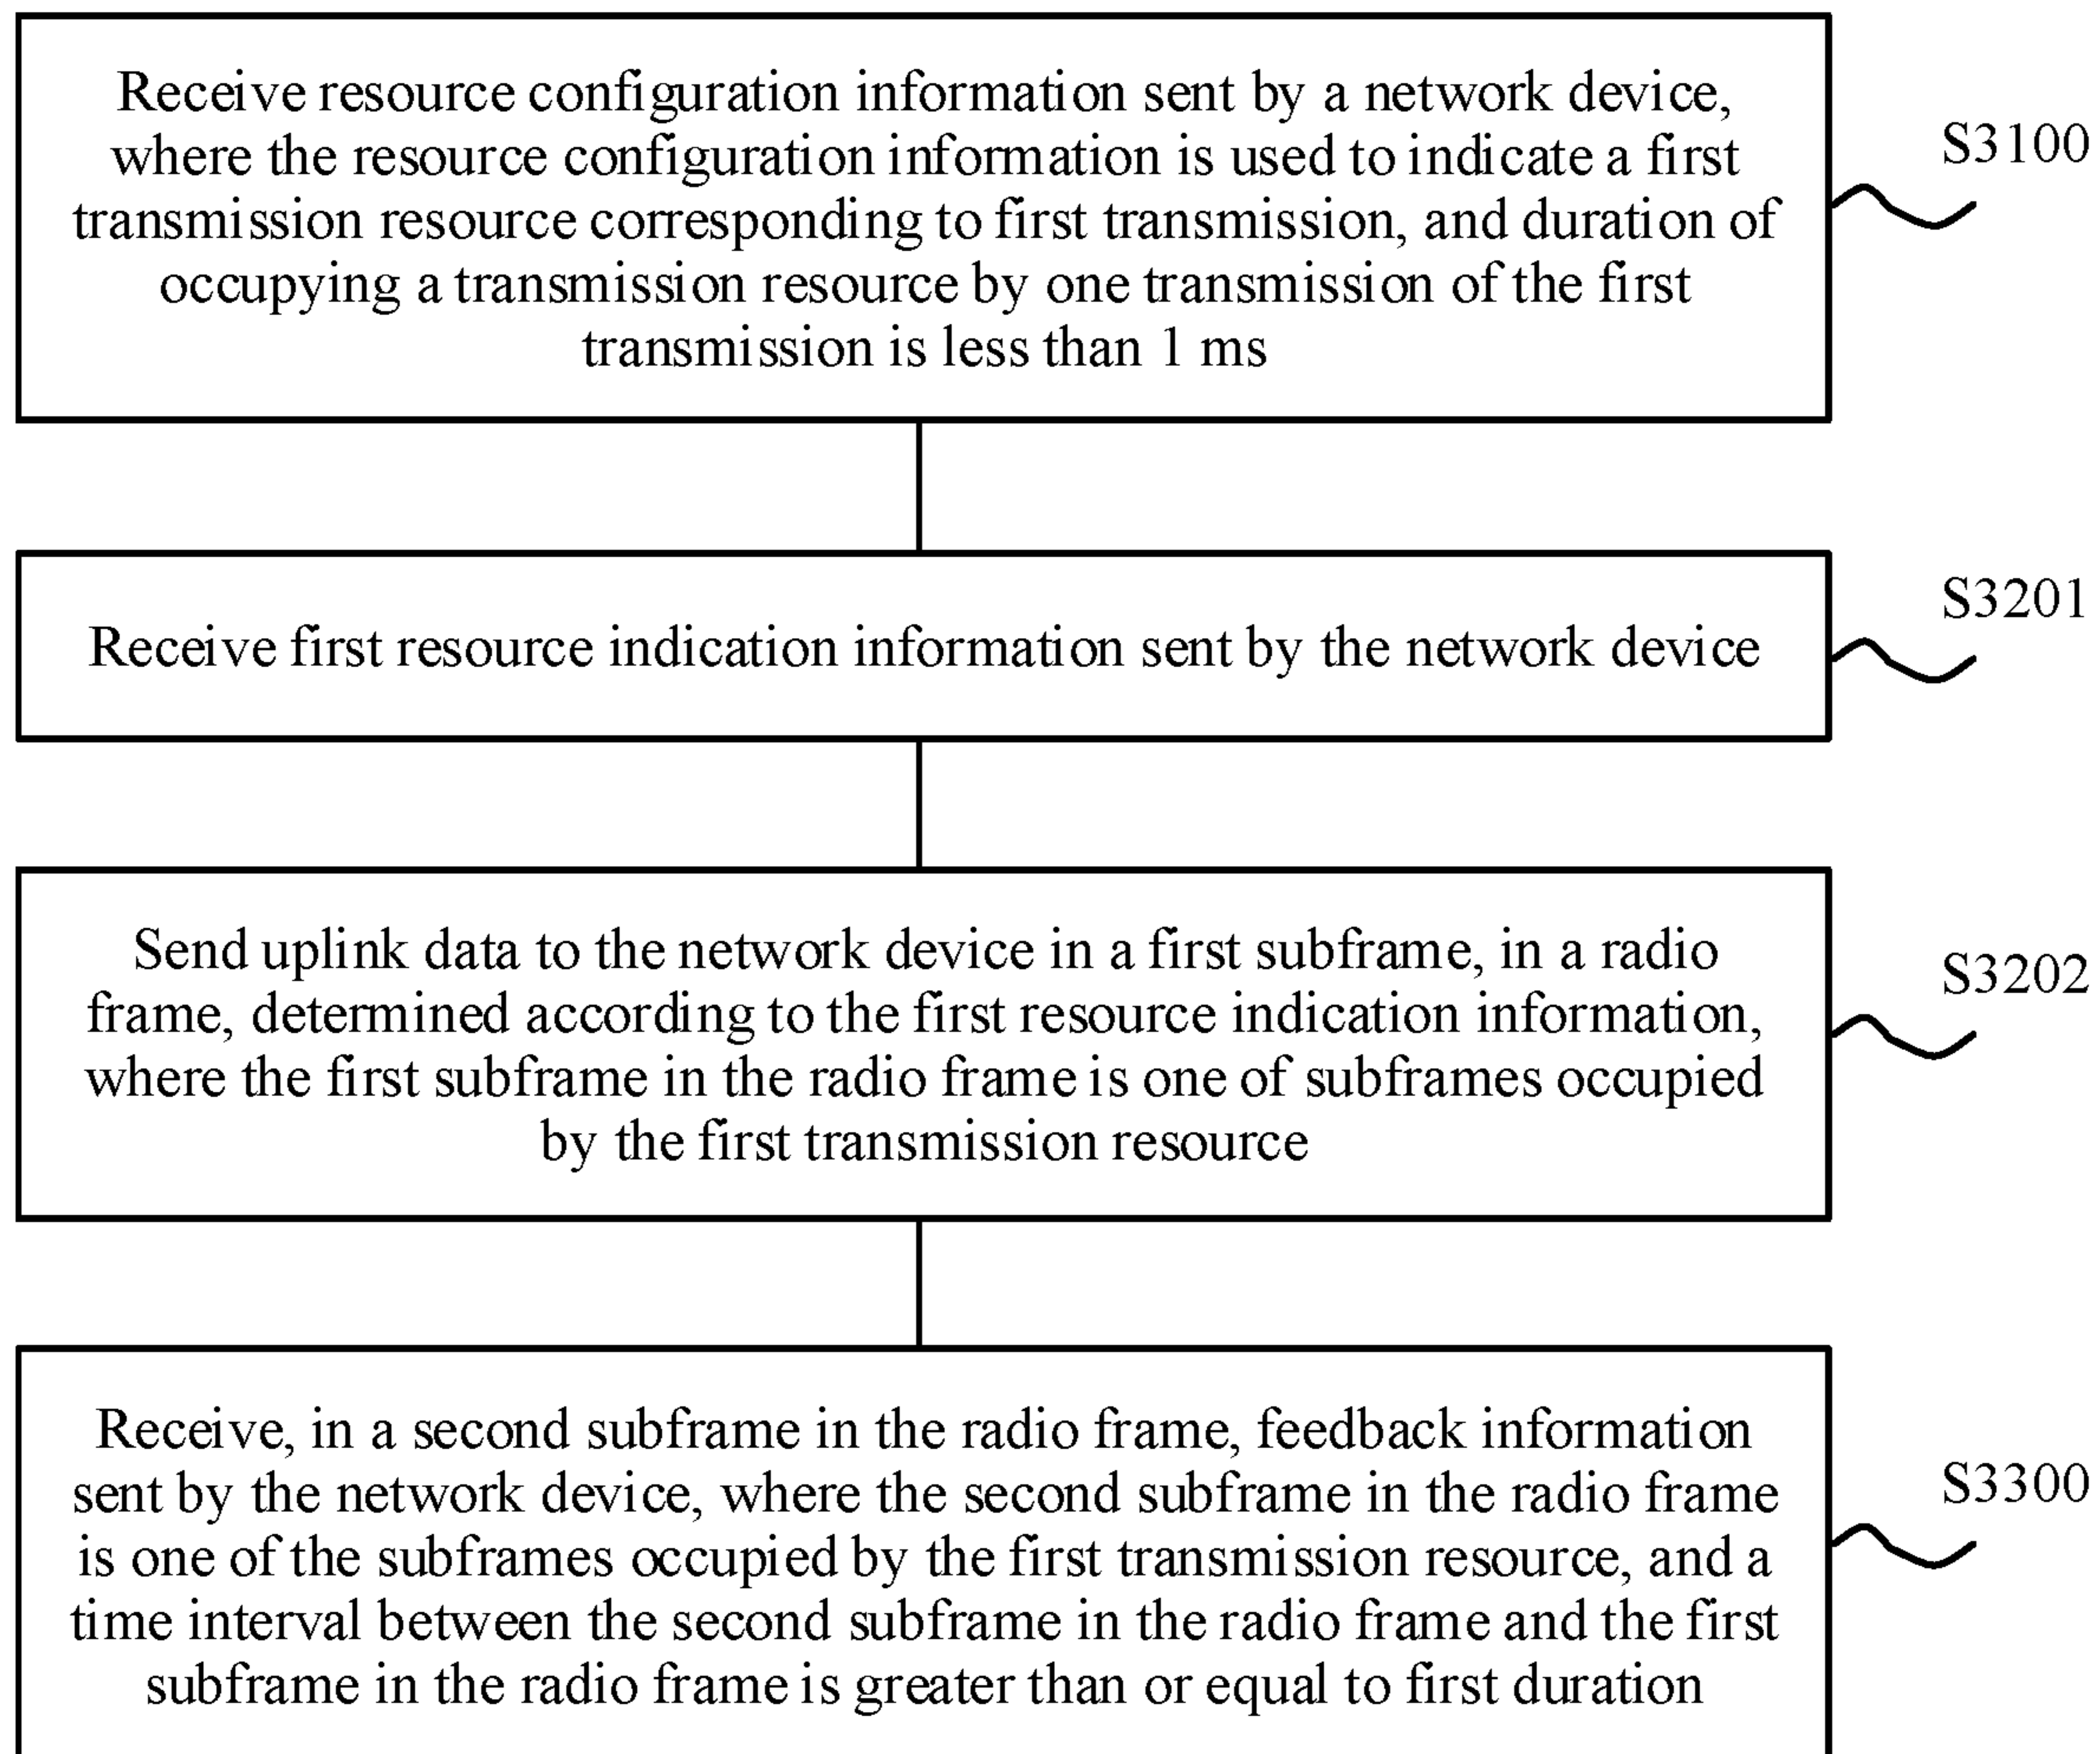 Receive resource configuration information sent by a network device,
where the resource configuration information is used to indicate a first
transmission resource corresponding to first transmission, and duration of
occupying a transmission resource by one transmission of the first
transmission is less than 1 ms
S3100
Receive first resource indication information sent by the network device
S3201
Send uplink data to the network device in a first subframe, in a radio
frame, determined according to the first resource indication information,
where the first subframe in the radio frame is one of subframes occupied
by the first transmission resource
S3202
Receive, in a second subframe in the radio frame, feedback information
sent by the network device, where the second subframe in the radio frame
is one of the subframes occupied by the first transmission resource, and a
time interval between the second subframe in the radio frame and the first
subframe in the radio frame is greater than or equal to first duration
S3300